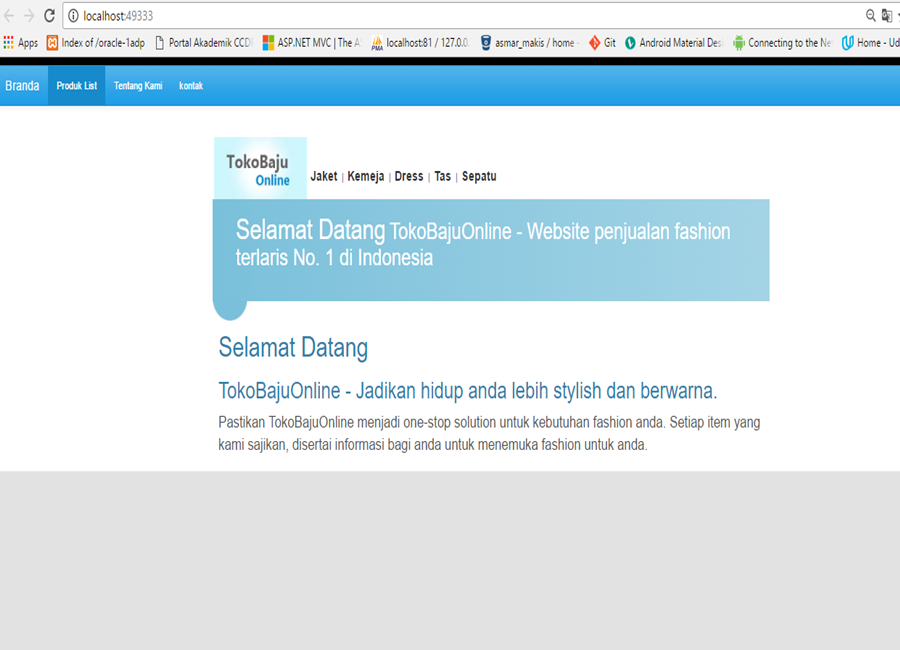 localhost:49333
Apps Index of /oracle-1adp Portal Akademik CCD ASP.NET MVC | The A localhost:81 / 127.0.0. asmar_makis / home - Git Android Material Des Connecting to the Ne Home - Ud
Branda Produk List Tentang Kami kontak
TokoBaju
Online
Jaket | Kemeja | Dress | Tas | Sepatu
Selamat Datang TokoBajuOnline - Website penjualan fashion
terlaris No. 1 di Indonesia
Selamat Datang
TokoBajuOnline - Jadikan hidup anda lebih stylish dan berwarna.
Pastikan TokoBajuOnline menjadi one-stop solution untuk kebutuhan fashion anda. Setiap item yang
kami sajikan, disertai informasi bagi anda untuk menemuka fashion untuk anda.